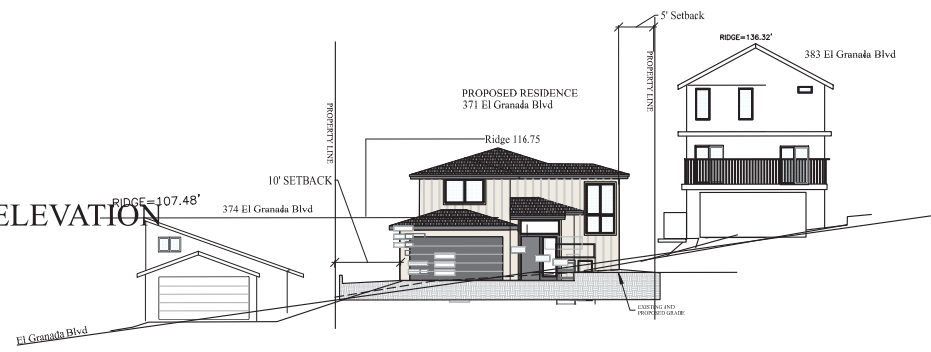 5' Setback
RIDGE=136.32'
383 El Granada Blvd
PROPERTY LINE
PROPOSED RESIDENCE
371 El Granada Blvd
PROPERTY LINE
Ridge 116.75
10' SETBACK
RIDGE=107.48'
ELEVATION
374 El Granada Blvd
EXISTING AND
PROPOSED GRADE
El Granada Blvd